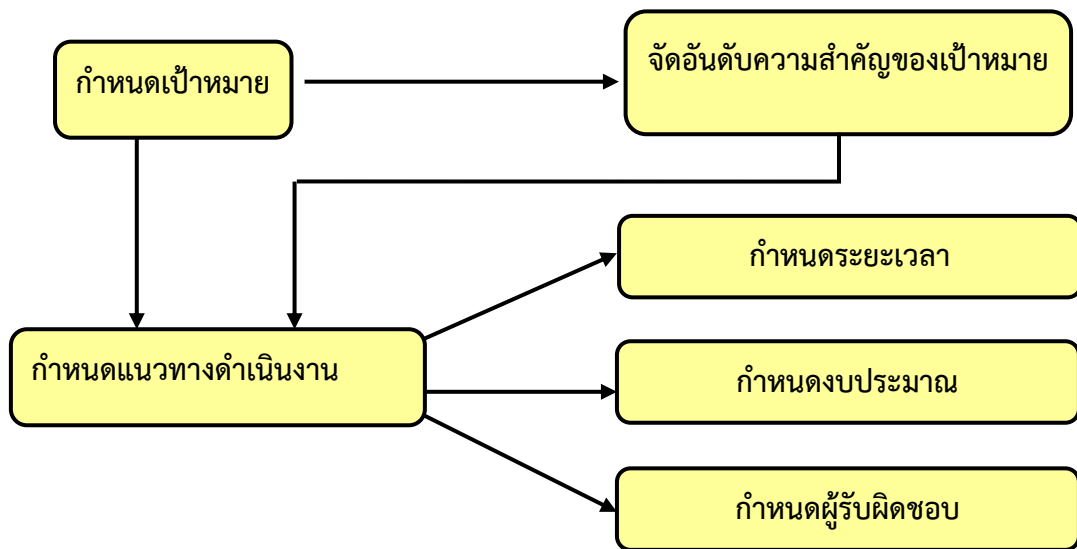 กำหนดเป้าหมาย
จัดอันดับความสำคัญของเป้าหมาย
กำหนดระยะเวลา
กำหนดแนวทางดำเนินงาน
กำหนดงบประมาณ
กำหนดผู้รับผิดชอบ